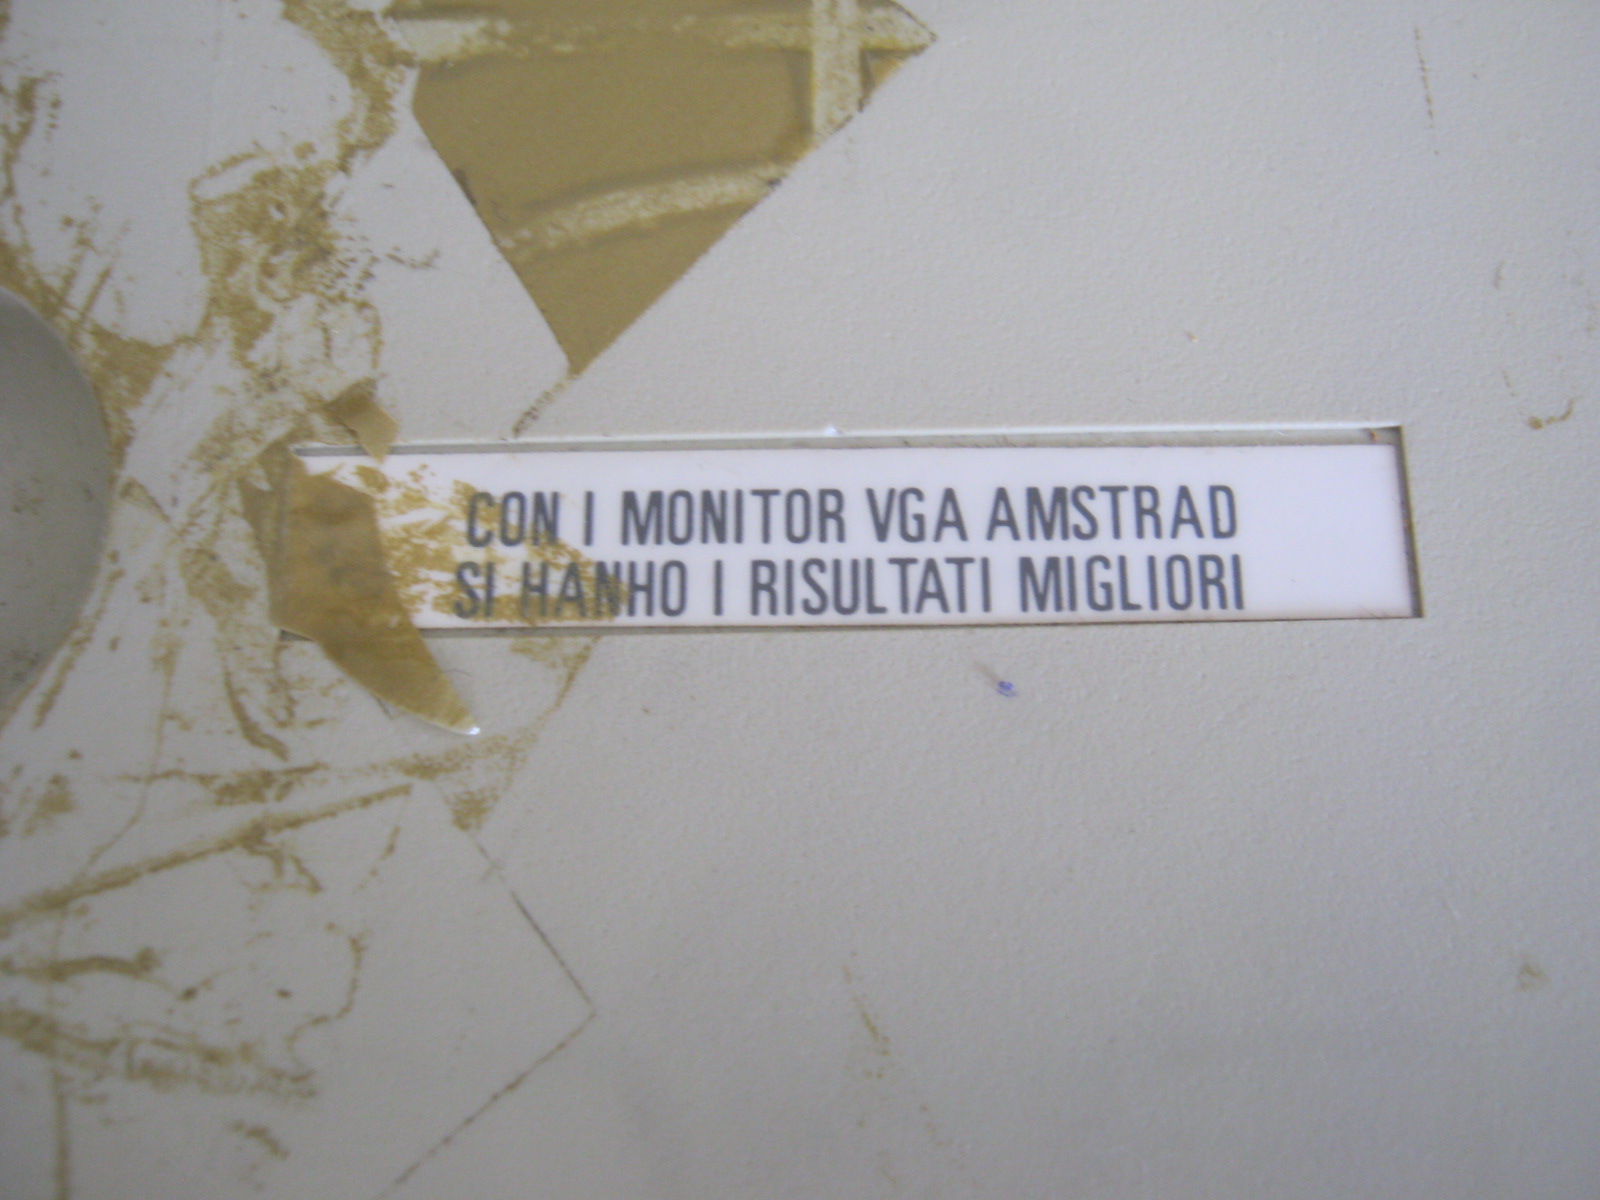 CON I MONITOR VGA AMSTRAD
SI HANHO I RISULTATI MIGLIORI